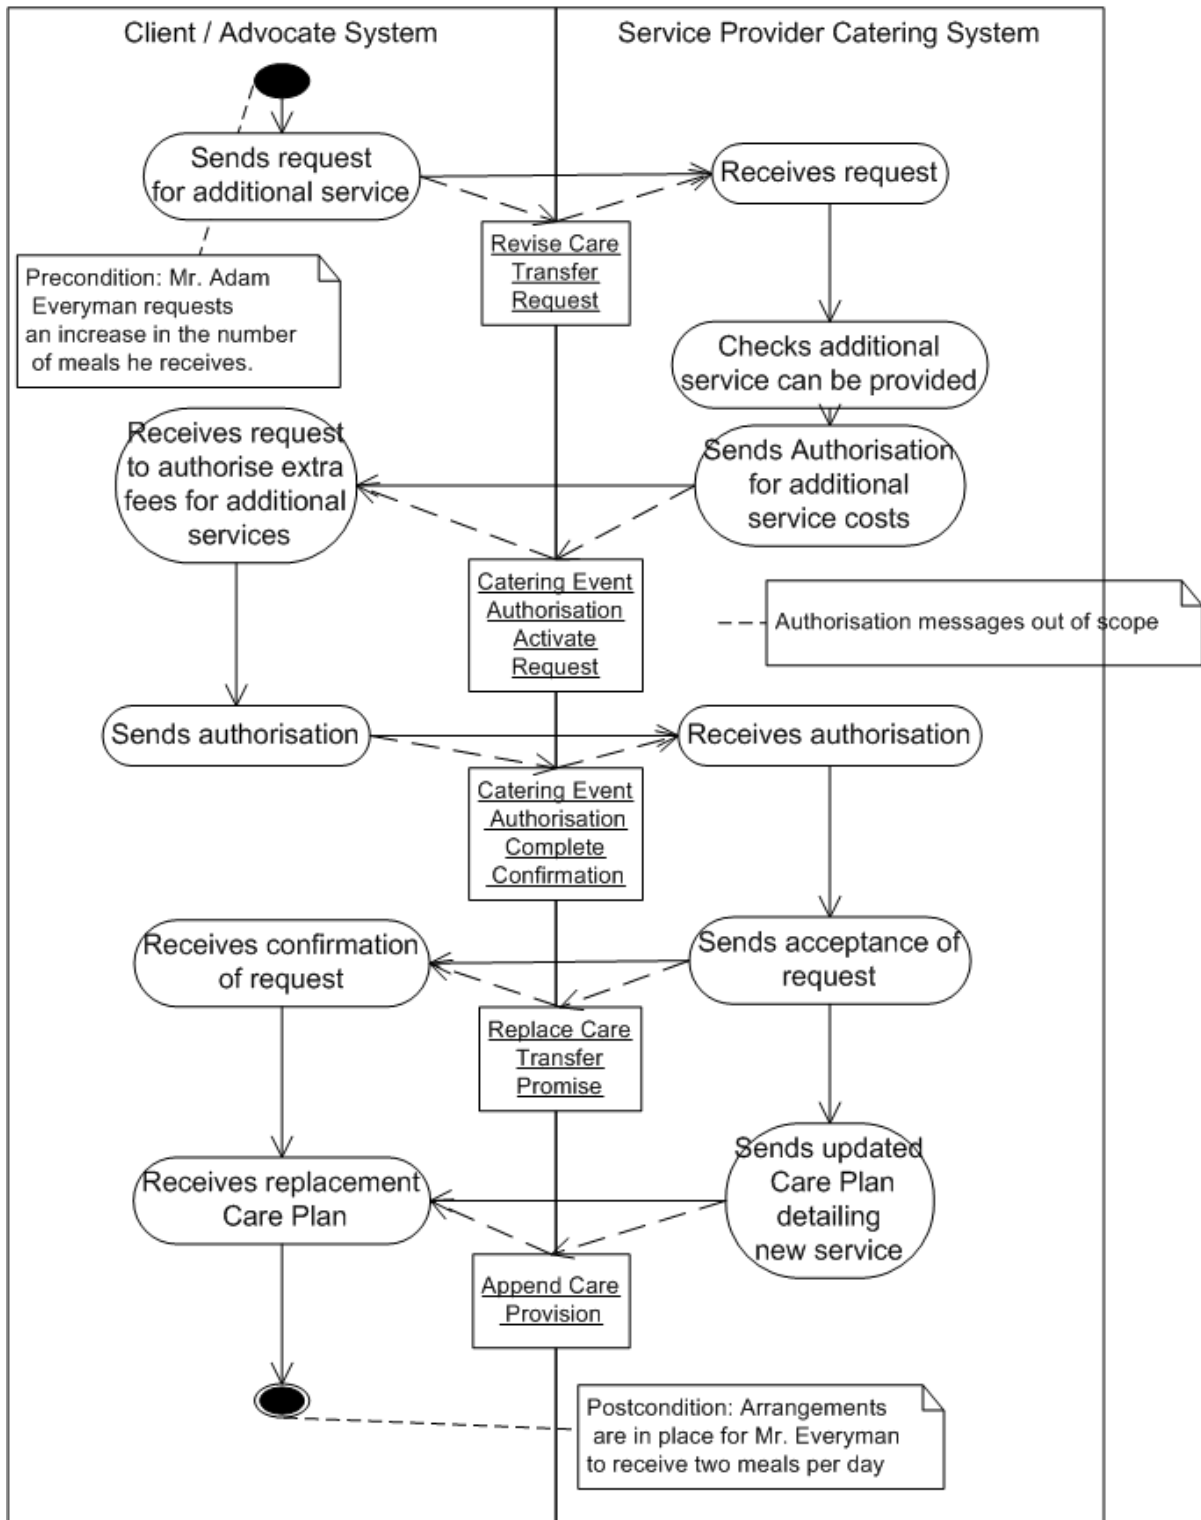 Client / Advocate System
Service Provider Catering System
Sends request
for additional service
Receives request
Revise Care
Transfer
Request
Precondition: Mr. Adam
Everyman requests
an increase in the number
of meals he receives.
Checks additional
service can be provided
Receives request
to authorise extra
fees for additional
services
Sends Authorisation
for additional
service costs
Catering Event
Authorisation
Activate
Request
Authorisation messages out of scope
Sends authorisation
Receives authorisation
Catering Event
Authorisation
Complete
Confirmation
Receives confirmation
of request
Sends acceptance of
request
Replace Care
Transfer
Promise
Receives replacement
Care Plan
Sends updated
Care Plan
detailing
new service
Append Care
Provision
Postcondition: Arrangements
are in place for Mr. Everyman
to receive two meals per day